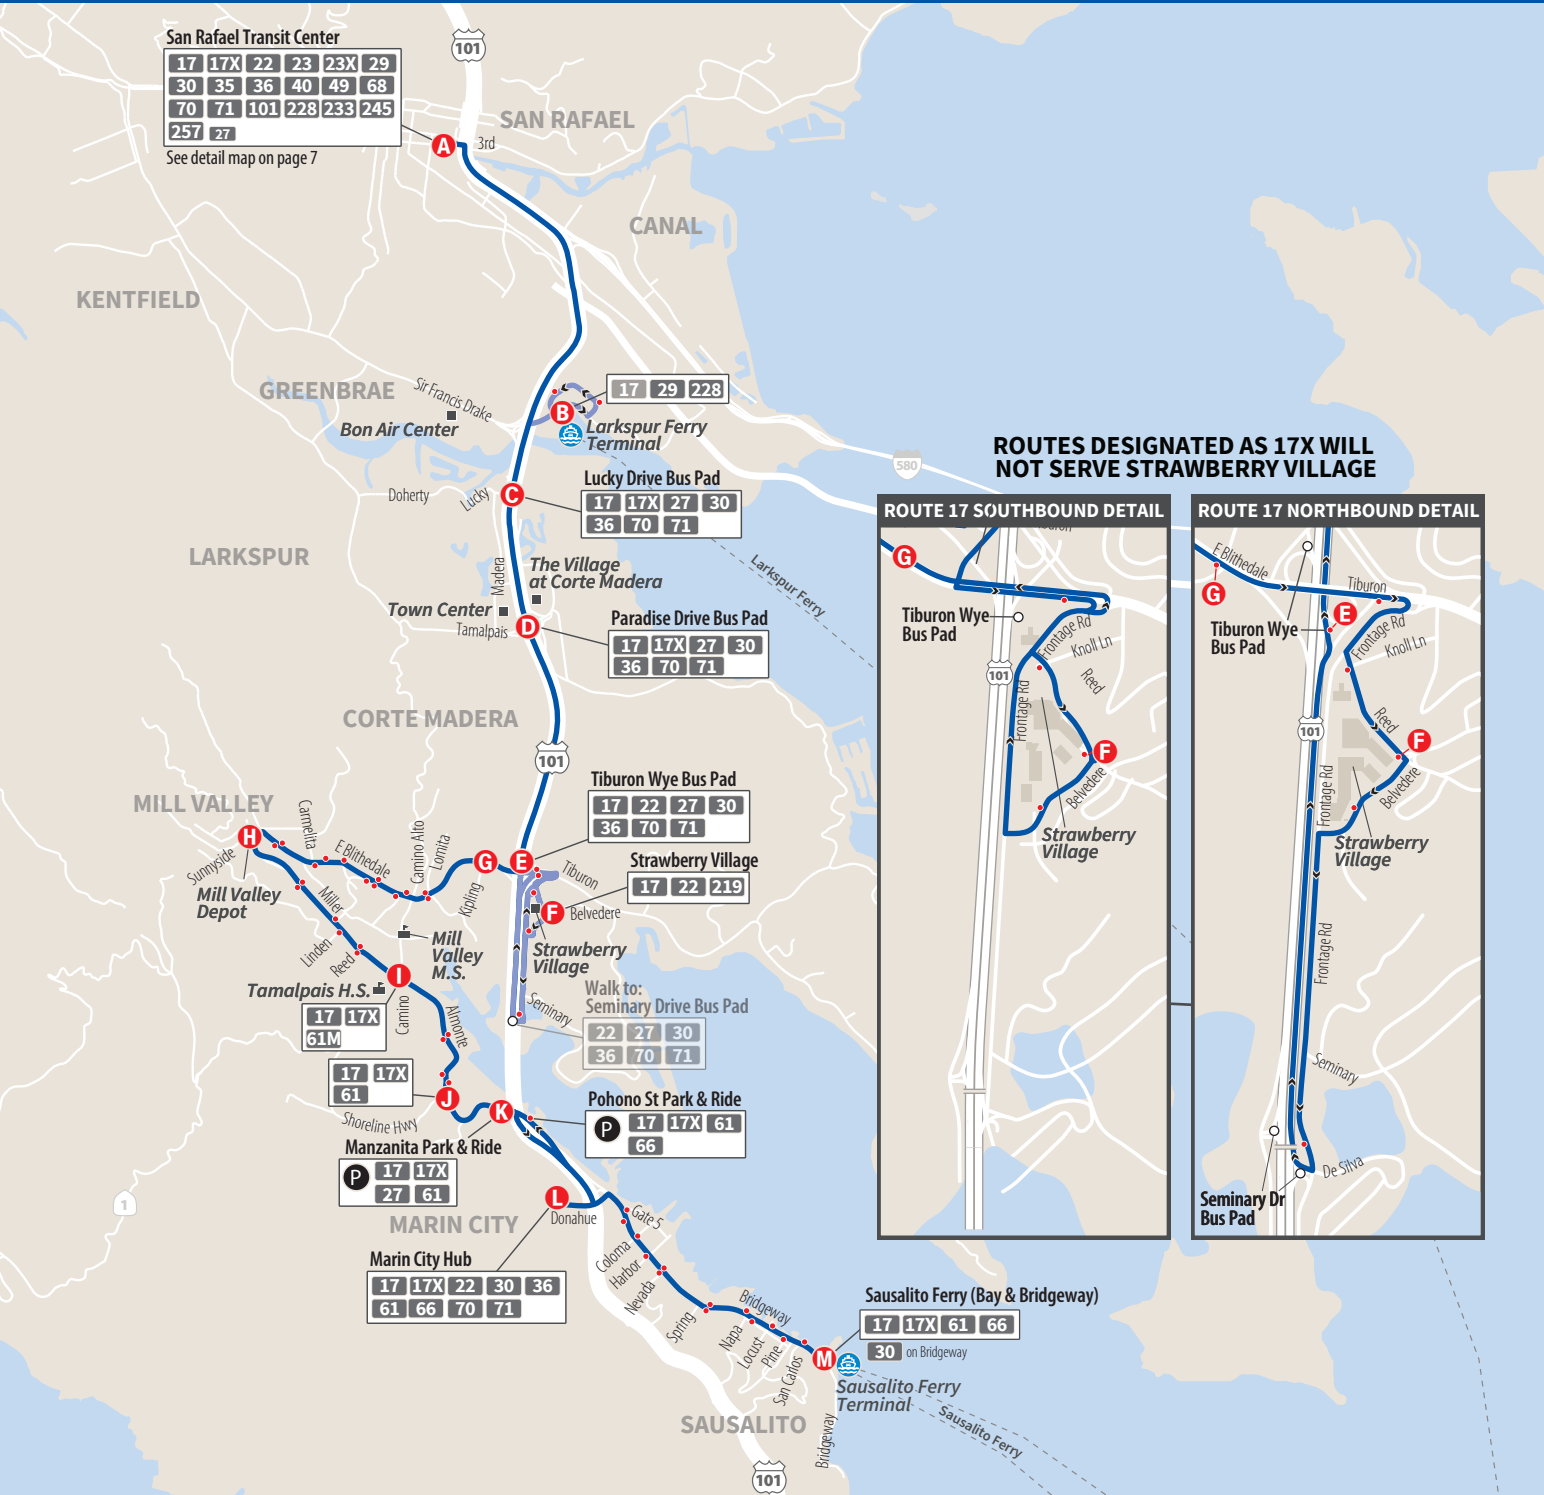 San Rafael Transit Center
17 17X 22 23 23X 29
30 35 36 40 49 68
70 71 101 228 233 245
257 27
See detail map on page 7
101
A
3rd
SAN RAFAEL
CANAL
KENTFIELD
GREENBRAE
Sir Francis Drake
Bon Air Center
17 29 228
B
Larkspur Ferry
Terminal
580
Lucky Drive Bus Pad
17 17X 27 30
36 70 71
Doherty
Lucky
C
Larkspur Ferry
LARKSPUR
Madera
The Village
at Corte Madera
Town Center
Tamalpais
D
Paradise Drive Bus Pad
17 17X 27 30
36 70 71
CORTE MADERA
101
Tiburon Wye Bus Pad
17 22 27 30
36 70 71
MILL VALLEY
H
Carmelita
E Blithedale
Camino Alto
Lomita
G
E
Kipling
Tiburon
Strawberry Village
17 22 219
F
Belvedere
Sunnyside
Mill Valley
Depot
Miller
Linden
Reed
Mill
Valley
M.S.
Strawberry
Village
Tamalpais H.S.
I
17 17X
61M
Camino
Almonte
Seminary
Walk to:
Seminary Drive Bus Pad
22 27 30
36 70 71
17 17X
61
J
Shoreline Hwy
K
Pohono St Park & Ride
P 17 17X 61
66
Manzanita Park & Ride
P 17 17X
27 61
1
L
Donahue
MARIN CITY
Marin City Hub
17 17X 22 30 36
61 66 70 71
Gate 5
Coloma
Harbor
Nevada
Spring
Bridgeway
Napa
Locust
Pine
San Carlos
M
Sausalito Ferry (Bay & Bridgeway)
17 17X 61 66
30 on Bridgeway
Sausalito Ferry
Terminal
Sausalito Ferry
SAUSALITO
Bridgeway
101
ROUTES DESIGNATED AS 17X WILL
NOT SERVE STRAWBERRY VILLAGE
ROUTE 17 SOUTHBOUND DETAIL
G
Tiburon Wye
Bus Pad
Frontage Rd
Knoll Ln
101
Frontage Rd
Reed
F
Belvedere
Strawberry
Village
ROUTE 17 NORTHBOUND DETAIL
E Blithedale
G
Tiburon
E
Tiburon Wye
Bus Pad
Frontage Rd
Knoll Ln
101
Reed
F
Frontage Rd
Belvedere
Strawberry
Village
Frontage Rd
Seminary
De Silva
Seminary Dr
Bus Pad